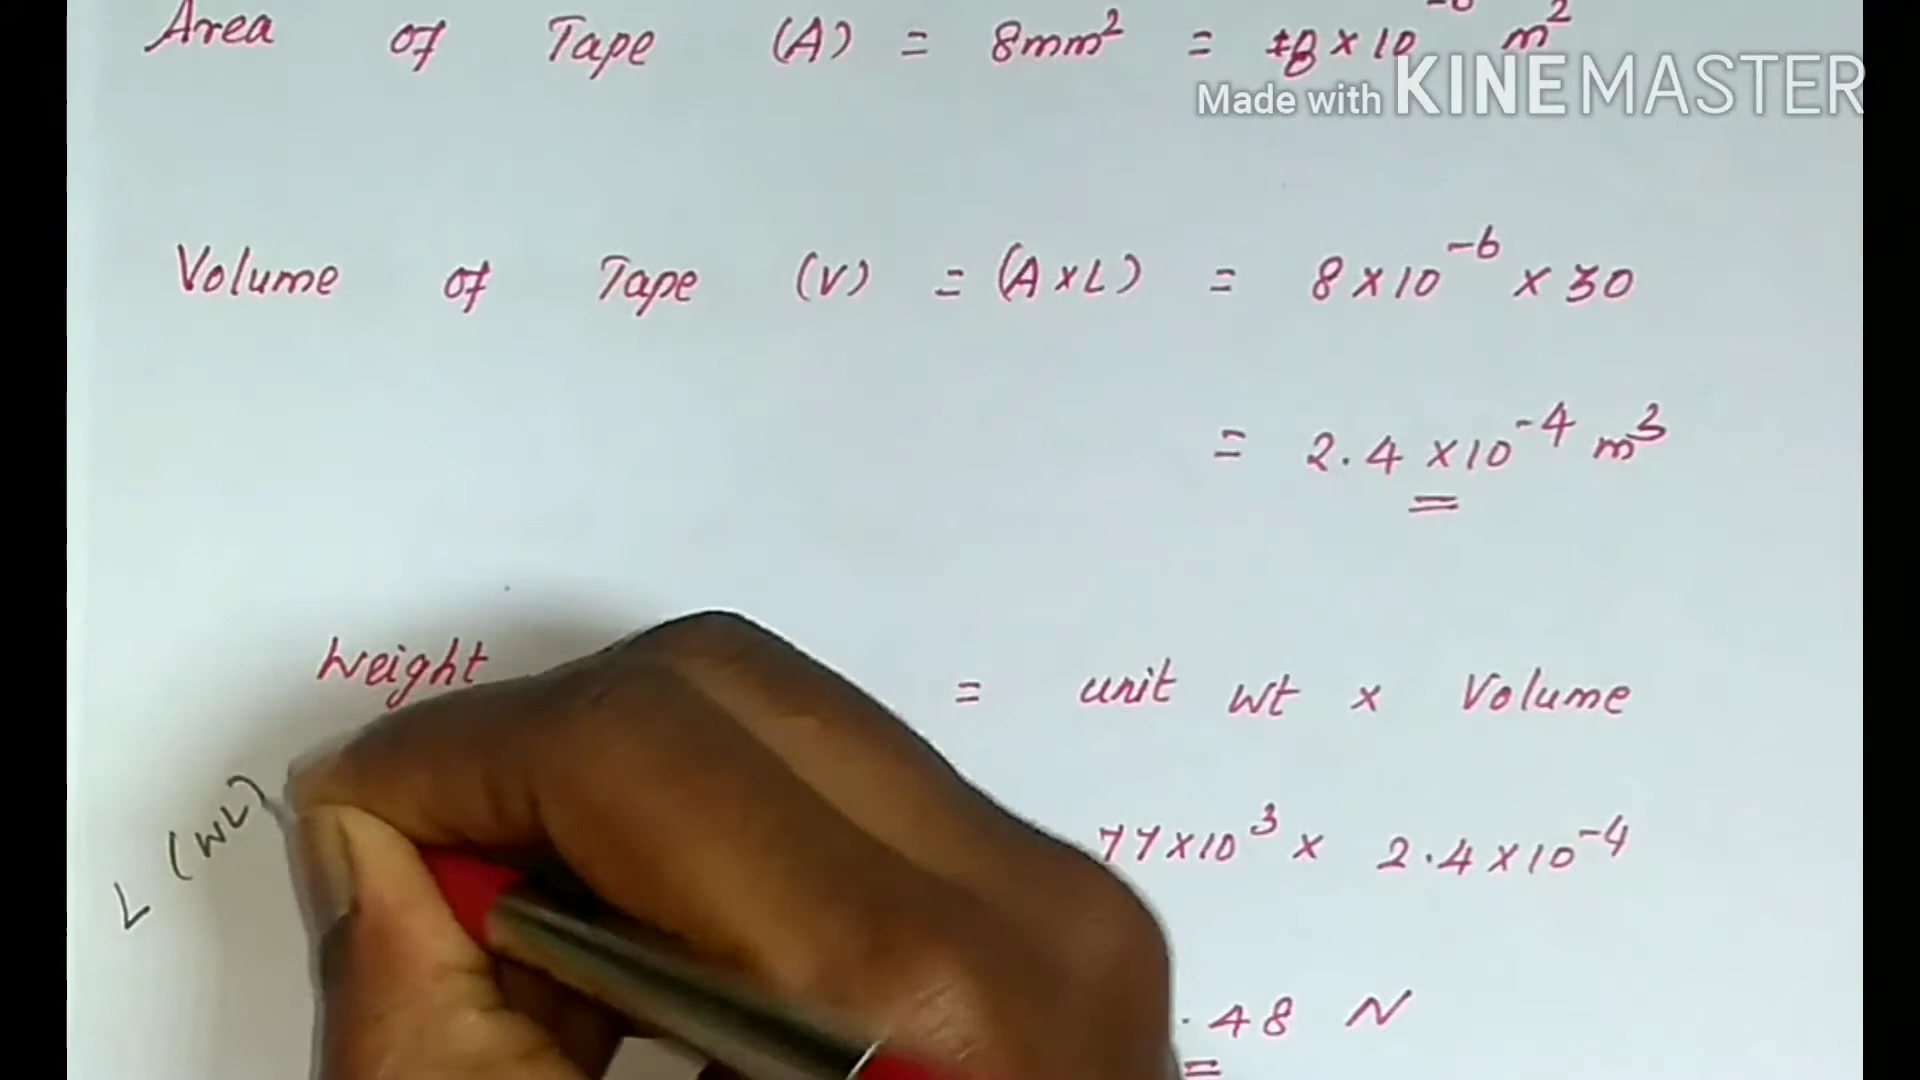 Area of Tape (A) = 8mm² = 8 × 10⁻⁶ m²
Made with KINEMASTER
Volume of Tape (V) = (A × L) = 8 × 10⁻⁶ × 30
= 2.4 × 10⁻⁴ m³
Weight = unit wt × Volume
77 × 10³ × 2.4 × 10⁻⁴
L (WL)
.48 N